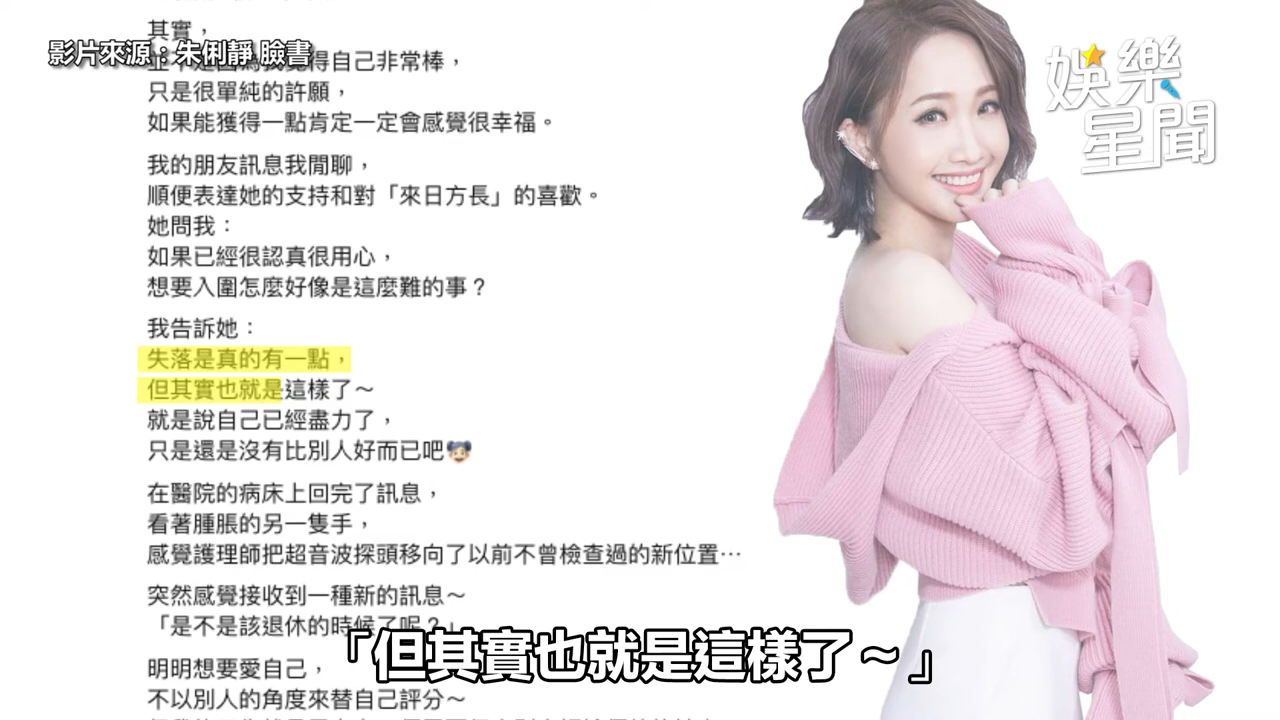 其實，
影片來源：朱俐靜 臉書
得自己非常棒，
只是很單純的許願，
如果能獲得一點肯定一定會感覺很幸福。
我的朋友訊息我閒聊，
順便表達她的支持和對「來日方長」的喜歡。
她問我：
如果已經很認真很用心，
想要入圍怎麼好像是這麼難的事？
我告訴她：
失落是真的有一點，
但其實也就是這樣了～
就是說自己已經盡力了，
只是還是沒有比別人好而已吧
在醫院的病床上回完了訊息，
看著腫脹的另一隻手，
感覺護理師把超音波探頭移向了以前不曾檢查過的新位置⋯
突然感覺接收到一種新的訊息～
「是不是該退休的時候了呢？」
明明想要愛自己，
不以別人的角度來替自己評分～
娛樂
星聞
「但其實也就是這樣了～」